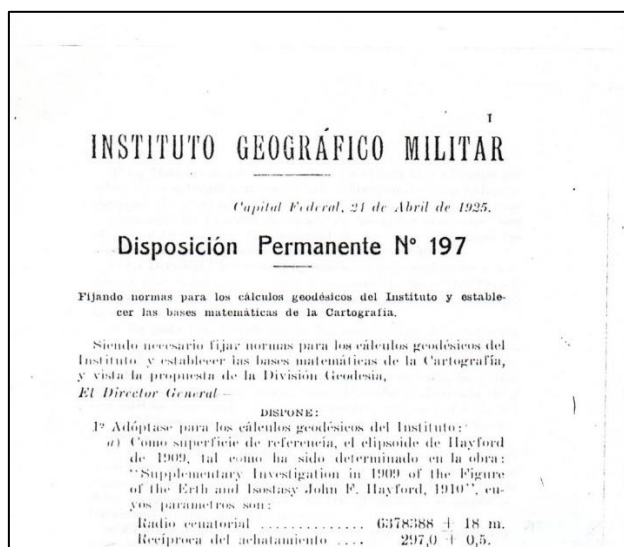 I
INSTITUTO GEOGRÁFICO MILITAR
Capital Federal, 21 de Abril de 1925.
Disposición Permanente N° 197
Fijando normas para los cálculos geodésicos del Instituto y estable-
cer las bases matemáticas de la Cartografía.
Siendo necesario fijar normas para los cálculos geodésicos del
Instituto y establecer las bases matemáticas de la Cartografía,
y vista la propuesta de la División Geodesia,
El Director General —
DISPONE:
1º Adóptase para los cálculos geodésicos del Instituto:
a) Como superficie de referencia, el elipsoide de Hayford
de 1909, tal como ha sido determinado en la obra:
"Supplementary Investigation in 1909 of the Figure
of the Erth and Isostasy John F. Hayford, 1910", cu-
yos parametros son:
Radio ecuatorial .............. 6378388 ± 18 m.
Recíproca del achatamiento .... 297,0 ± 0,5.